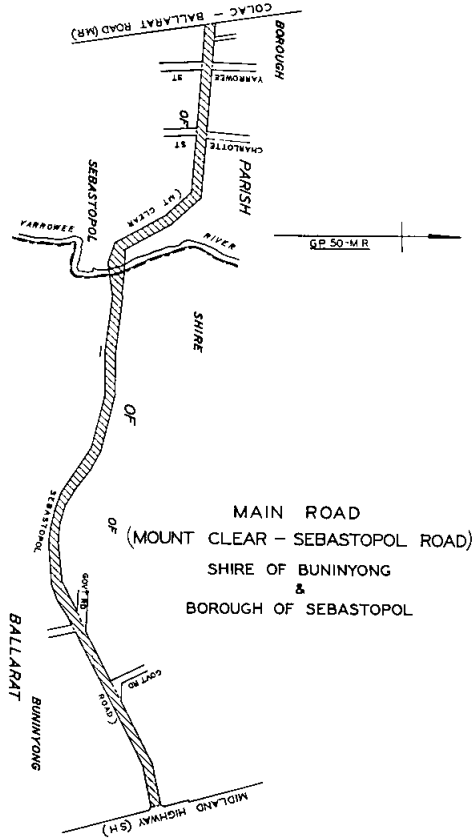 COLAC - BALLARAT ROAD (MR)
BOROUGH
YARROWEE
ST
OF
CHARLOTTE
ST
SEBASTOPOL
PARISH
(MT CLEAR
YARROWEE
RIVER
GP 50-MR
SHIRE
–
OF
OF
SEBASTOPOL
MAIN ROAD
(MOUNT CLEAR - SEBASTOPOL ROAD)
SHIRE OF BUNINYONG
&
BOROUGH OF SEBASTOPOL
GOVT RD
GOVT RD
BALLARAT
BUNINYONG
ROAD)
MIDLAND HIGHWAY (SH)